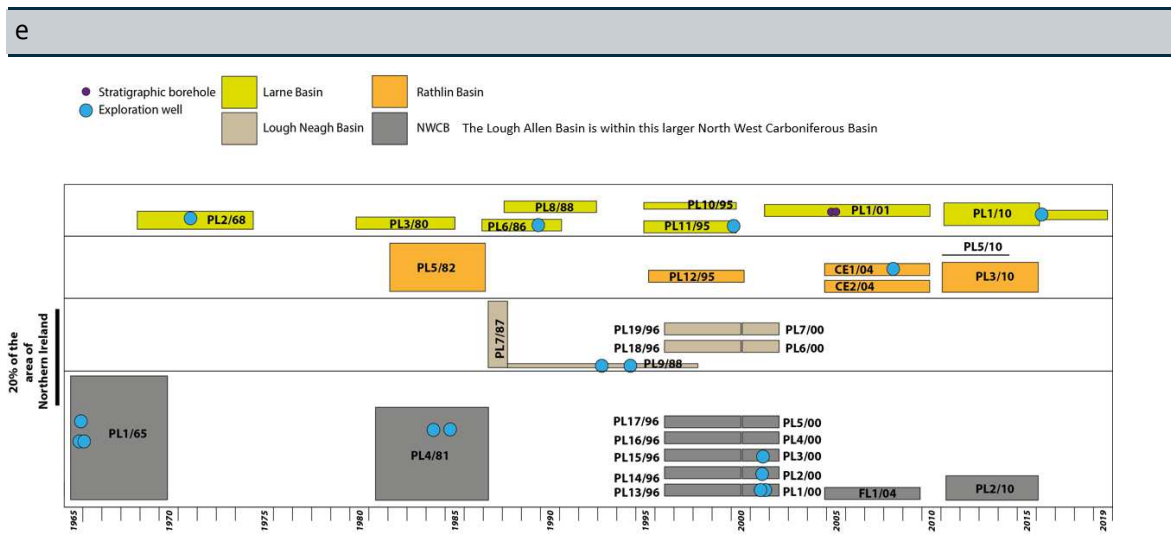 e
Stratigraphic borehole
Exploration well
Larne Basin
Rathlin Basin
Lough Neagh Basin
NWCB
The Lough Allen Basin is within this larger North West Carboniferous Basin
PL2/68
PL3/80
PL6/86
PL8/88
PL10/95
PL11/95
PL1/01
PL1/10
PL5/82
PL12/95
CE1/04
CE2/04
PL5/10
PL3/10
20% of the
area of
Northern Ireland
PL7/87
PL9/88
PL19/96
PL7/00
PL18/96
PL6/00
PL1/65
PL4/81
PL17/96
PL5/00
PL16/96
PL4/00
PL15/96
PL3/00
PL14/96
PL2/00
PL13/96
PL1/00
FL1/04
PL2/10
1965
1970
1975
1980
1985
1990
1995
2000
2005
2010
2015
2019